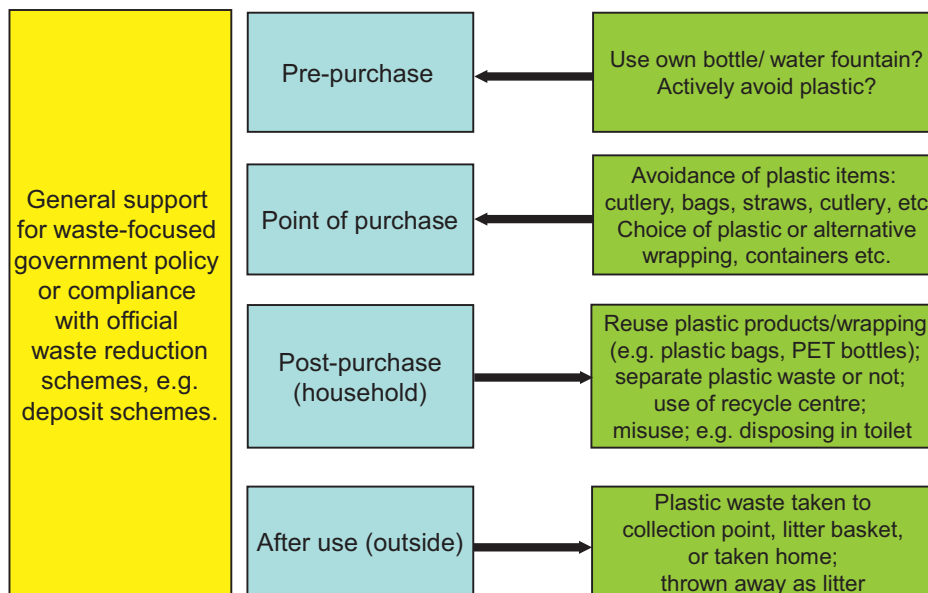 General support
for waste-focused
government policy
or compliance
with official
waste reduction
schemes, e.g.
deposit schemes.
Pre-purchase
Use own bottle/ water fountain?
Actively avoid plastic?
Point of purchase
Avoidance of plastic items:
cutlery, bags, straws, cutlery, etc
Choice of plastic or alternative
wrapping, containers etc.
Post-purchase
(household)
Reuse plastic products/wrapping
(e.g. plastic bags, PET bottles);
separate plastic waste or not;
use of recycle centre;
misuse; e.g. disposing in toilet
After use (outside)
Plastic waste taken to
collection point, litter basket,
or taken home;
thrown away as litter